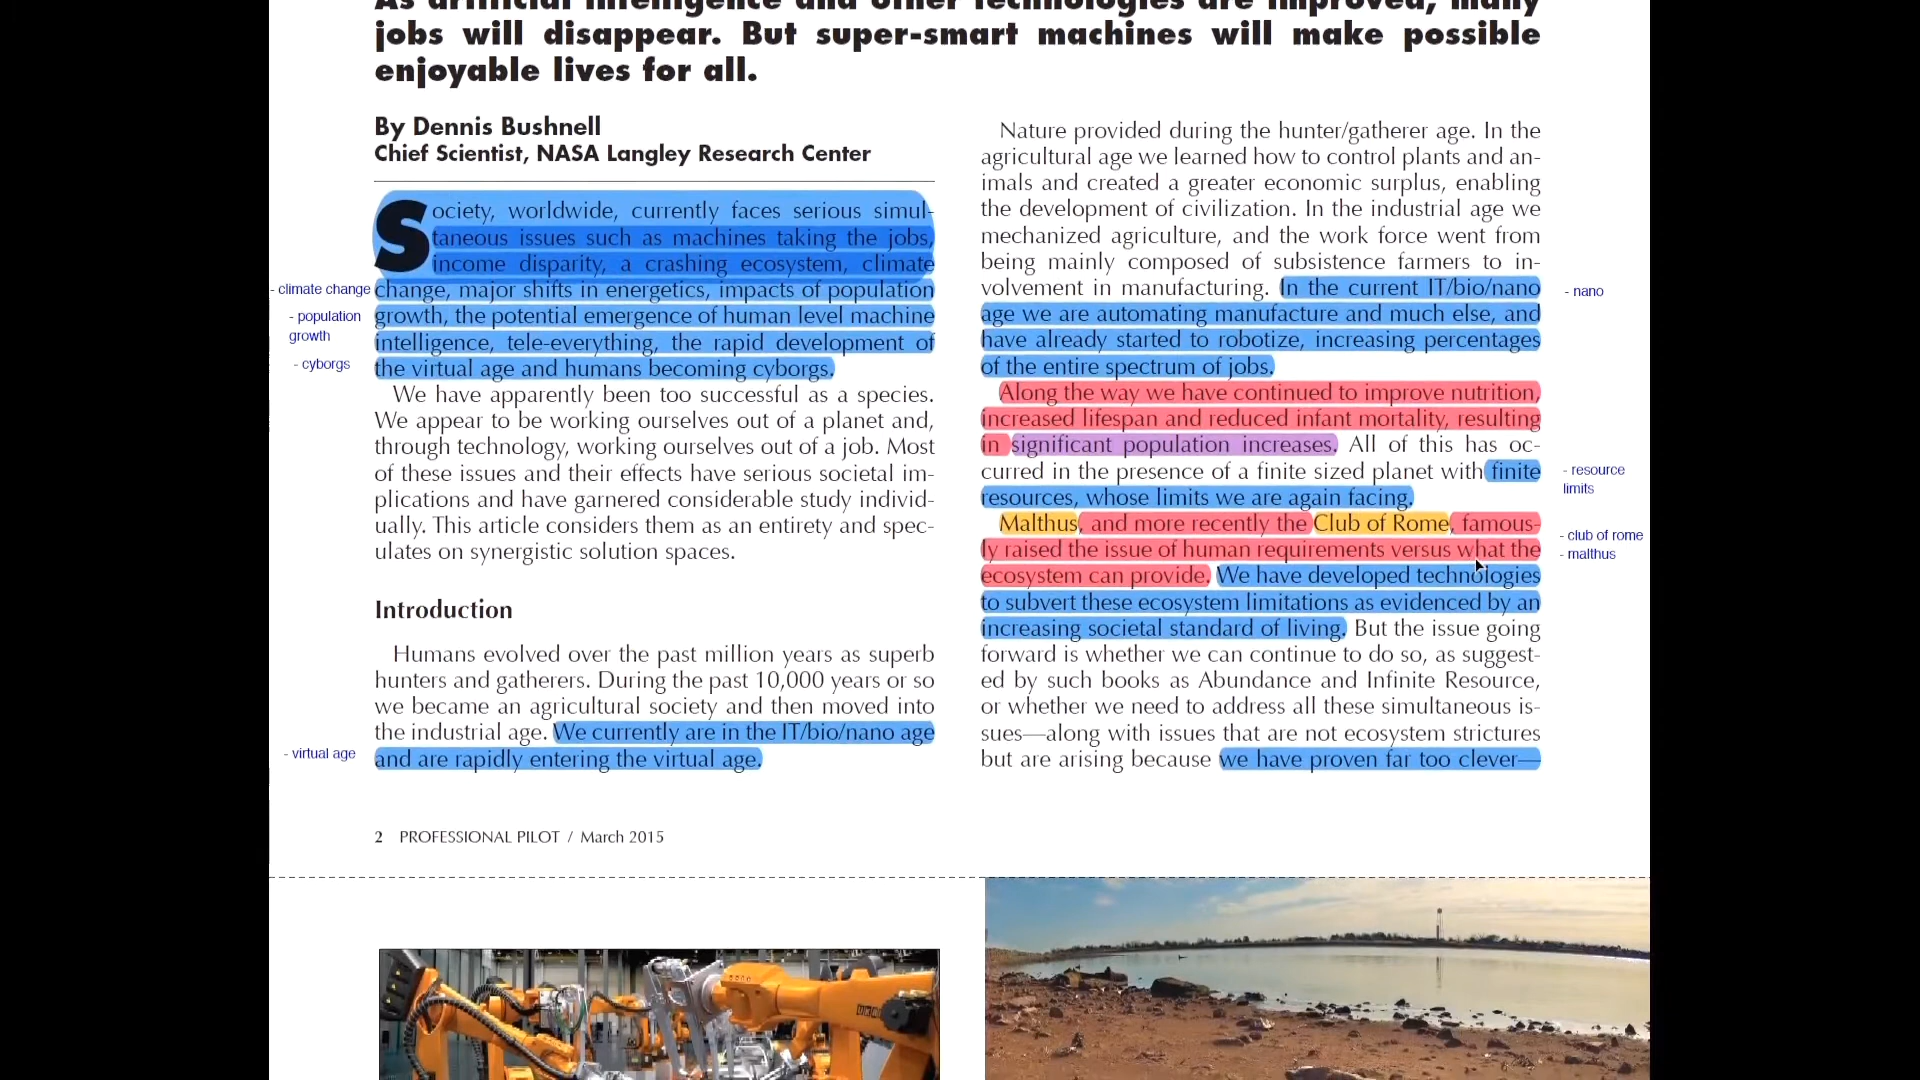 As artificial intelligence and other technologies are improved, many
jobs will disappear. But super-smart machines will make possible
enjoyable lives for all.
By Dennis Bushnell
Chief Scientist, NASA Langley Research Center
Society, worldwide, currently faces serious simul-
taneous issues such as machines taking the jobs,
income disparity, a crashing ecosystem, climate
change, major shifts in energetics, impacts of population
growth, the potential emergence of human level machine
intelligence, tele-everything, the rapid development of
the virtual age and humans becoming cyborgs.
- climate change
- population
growth
- cyborgs
We have apparently been too successful as a species.
We appear to be working ourselves out of a planet and,
through technology, working ourselves out of a job. Most
of these issues and their effects have serious societal im-
plications and have garnered considerable study individ-
ually. This article considers them as an entirety and spec-
ulates on synergistic solution spaces.
Introduction
Humans evolved over the past million years as superb
hunters and gatherers. During the past 10,000 years or so
we became an agricultural society and then moved into
the industrial age. We currently are in the IT/bio/nano age
and are rapidly entering the virtual age.
- virtual age
Nature provided during the hunter/gatherer age. In the
agricultural age we learned how to control plants and an-
imals and created a greater economic surplus, enabling
the development of civilization. In the industrial age we
mechanized agriculture, and the work force went from
being mainly composed of subsistence farmers to in-
volvement in manufacturing. In the current IT/bio/nano
age we are automating manufacture and much else, and
have already started to robotize, increasing percentages
of the entire spectrum of jobs.
- nano
Along the way we have continued to improve nutrition,
increased lifespan and reduced infant mortality, resulting
in significant population increases. All of this has oc-
curred in the presence of a finite sized planet with finite
resources, whose limits we are again facing.
- resource
limits
Malthus, and more recently the Club of Rome, famous-
ly raised the issue of human requirements versus what the
ecosystem can provide. We have developed technologies
to subvert these ecosystem limitations as evidenced by an
increasing societal standard of living. But the issue going
forward is whether we can continue to do so, as suggest-
ed by such books as Abundance and Infinite Resource,
or whether we need to address all these simultaneous is-
sues—along with issues that are not ecosystem strictures
but are arising because we have proven far too clever—
- club of rome
- malthus
2 PROFESSIONAL PILOT / March 2015